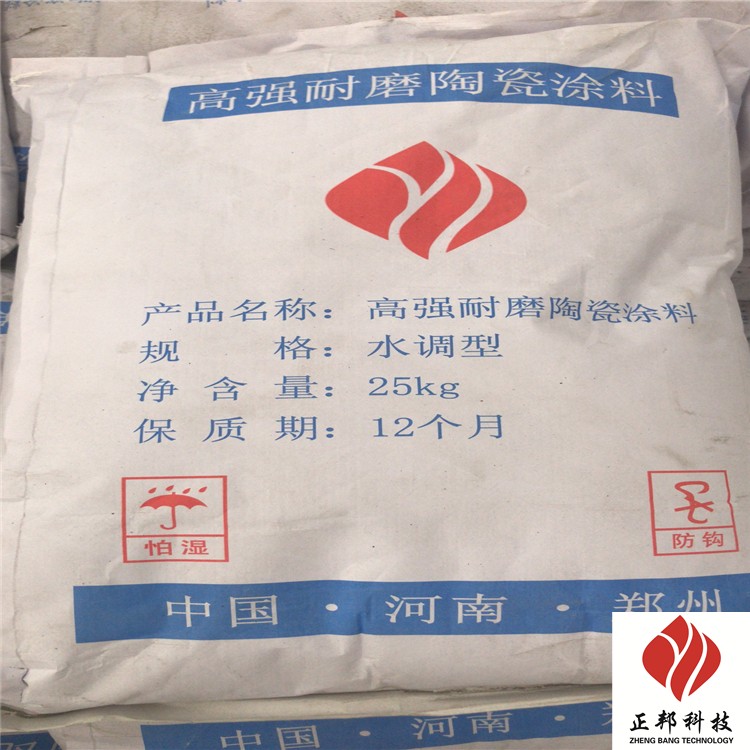 高强耐磨陶瓷涂料
产品名称：高强耐磨陶瓷涂料
规 格：水调型
净 含 量：25kg
保 质 期：12个月
怕湿
防钩
中国·河南·郑州
中国·河南·
正邦科技
ZHENG BANG TECHNOLOGY